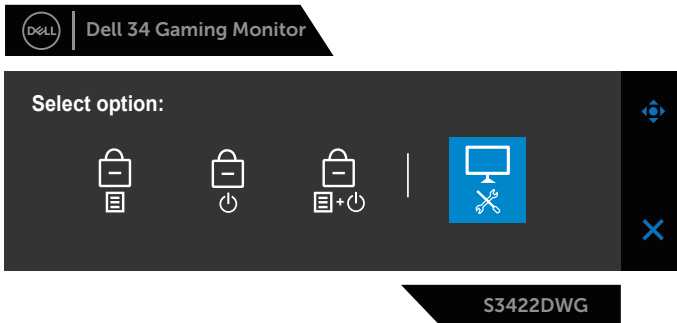 DELL
Dell 34 Gaming Monitor
Select option:
+
S3422DWG